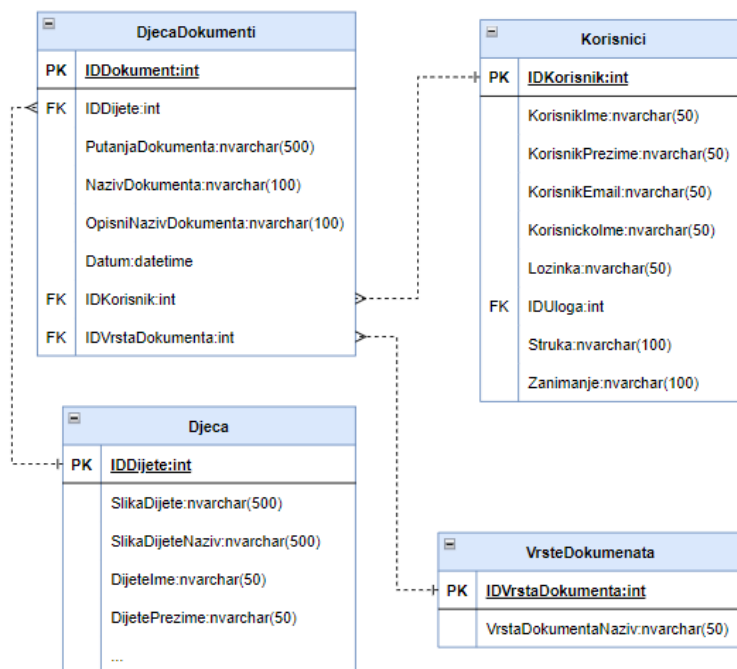 DjecaDokumenti
PK IDDokument:int
FK IDDijete:int
PutanjaDokumenta:nvarchar(500)
NazivDokumenta:nvarchar(100)
OpisniNazivDokumenta:nvarchar(100)
Datum:datetime
FK IDKorisnik:int
FK IDVrstaDokumenta:int
Korisnici
PK IDKorisnik:int
KorisnikIme:nvarchar(50)
KorisnikPrezime:nvarchar(50)
KorisnikEmail:nvarchar(50)
KorisnickoIme:nvarchar(50)
Lozinka:nvarchar(50)
FK IDUloga:int
Struka:nvarchar(100)
Zanimanje:nvarchar(100)
Djeca
PK IDDijete:int
SlikaDijete:nvarchar(500)
SlikaDijeteNaziv:nvarchar(500)
DijeteIme:nvarchar(50)
DijetePrezime:nvarchar(50)
...
VrsteDokumenata
PK IDVrstaDokumenta:int
VrstaDokumentaNaziv:nvarchar(50)